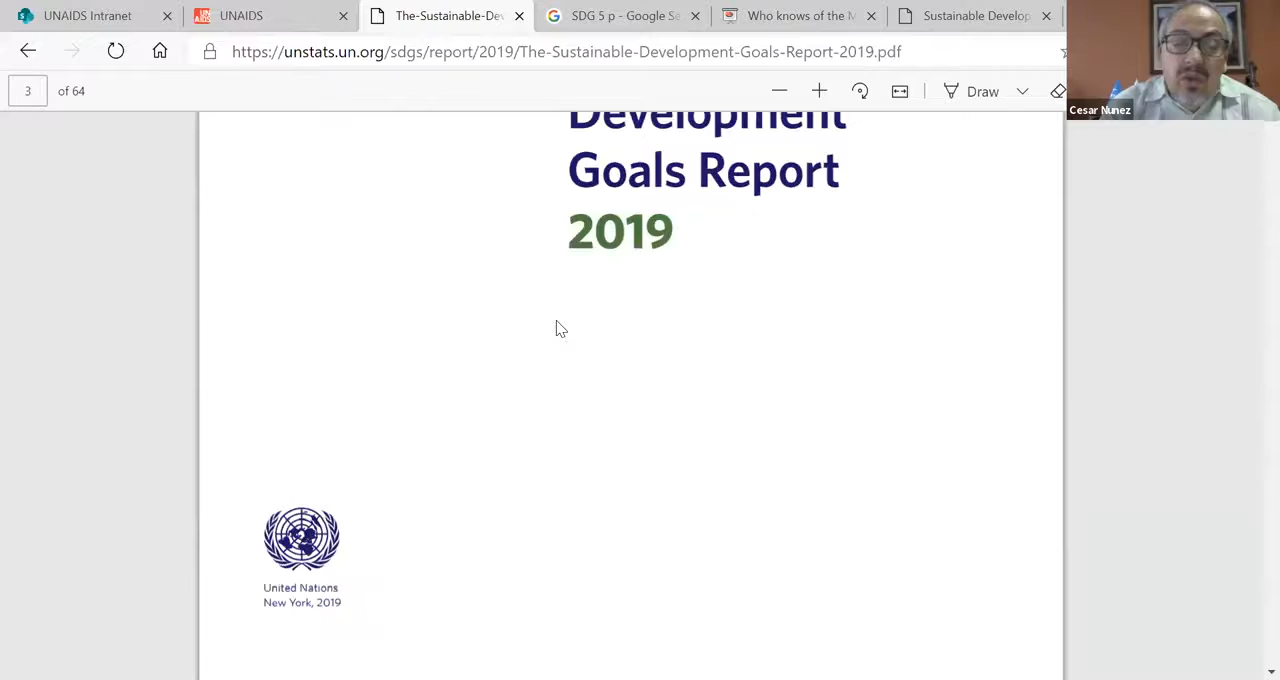 UNAIDS Intranet
UNAIDS
The-Sustainable-Dev
SDG 5 p - Google Se
Who knows of the M
Sustainable Develop
https://unstats.un.org/sdgs/report/2019/The-Sustainable-Development-Goals-Report-2019.pdf
3 of 64
Draw
Cesar Nunez
Development
Goals Report
2019
United Nations
New York, 2019